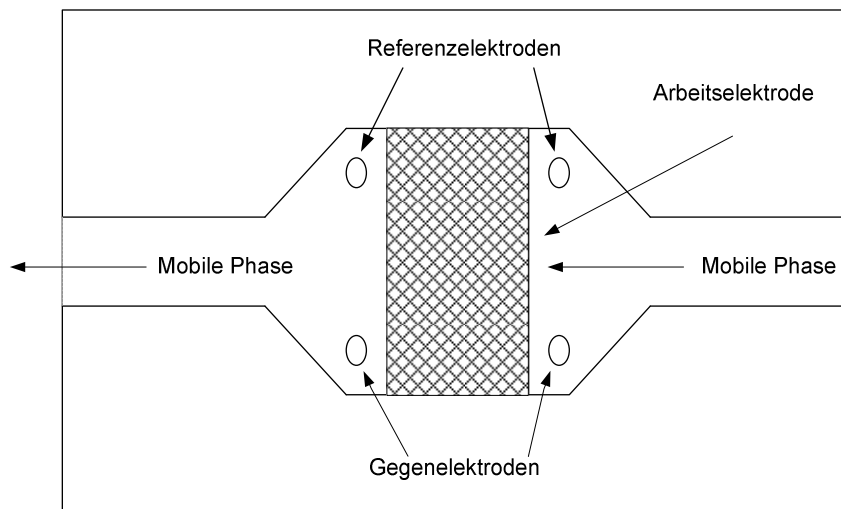 Referenzelektroden
Arbeitselektrode
Mobile Phase
Mobile Phase
Gegenelektroden